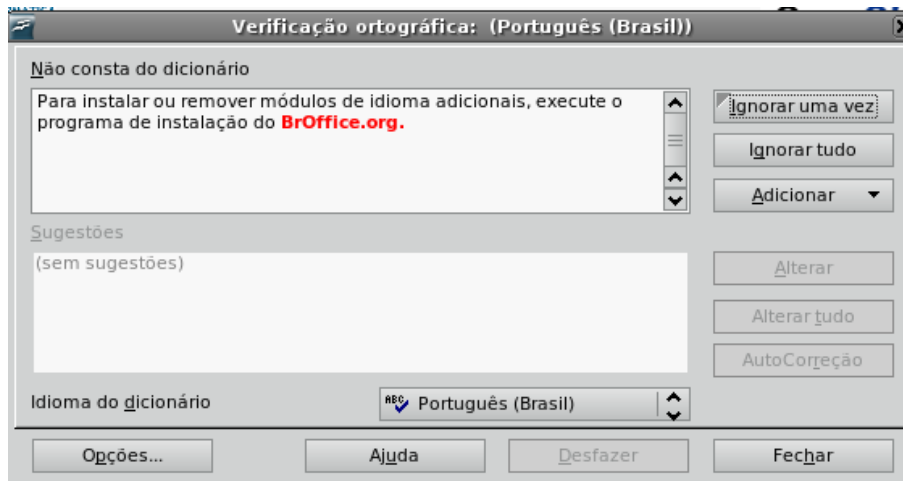 Verificação ortográfica: (Português (Brasil))
Não consta do dicionário
Para instalar ou remover módulos de idioma adicionais, execute o
programa de instalação do BrOffice.org.
Ignorar uma vez
Ignorar tudo
Adicionar
Sugestões
(sem sugestões)
Alterar
Alterar tudo
AutoCorreção
Idioma do dicionário
ABC Português (Brasil)
Opções...
Ajuda
Desfazer
Fechar